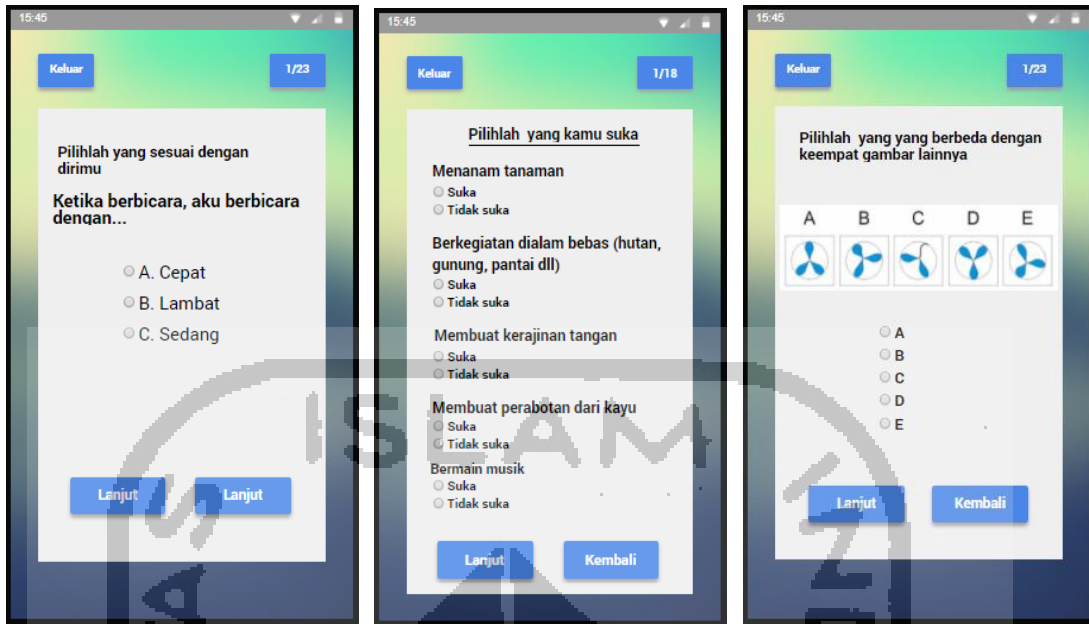 15:45
Keluar
1/23
Pilihlah yang sesuai dengan
dirimu
Ketika berbicara, aku berbicara
dengan...
A. Cepat
B. Lambat
C. Sedang
Lanjut
Lanjut
15:45
Keluar
1/18
Pilihlah yang kamu suka
Menanam tanaman
Suka
Tidak suka
Berkegiatan dialam bebas (hutan,
gunung, pantai dll)
Suka
Tidak suka
Membuat kerajinan tangan
Suka
Tidak suka
Membuat perabotan dari kayu
Suka
Tidak suka
Bermain musik
Suka
Tidak suka
Lanjut
Kembali
15:45
Keluar
1/23
Pilihlah yang yang berbeda dengan
keempat gambar lainnya
A B C D E
A
B
C
D
E
Lanjut
Kembali
ISLAM